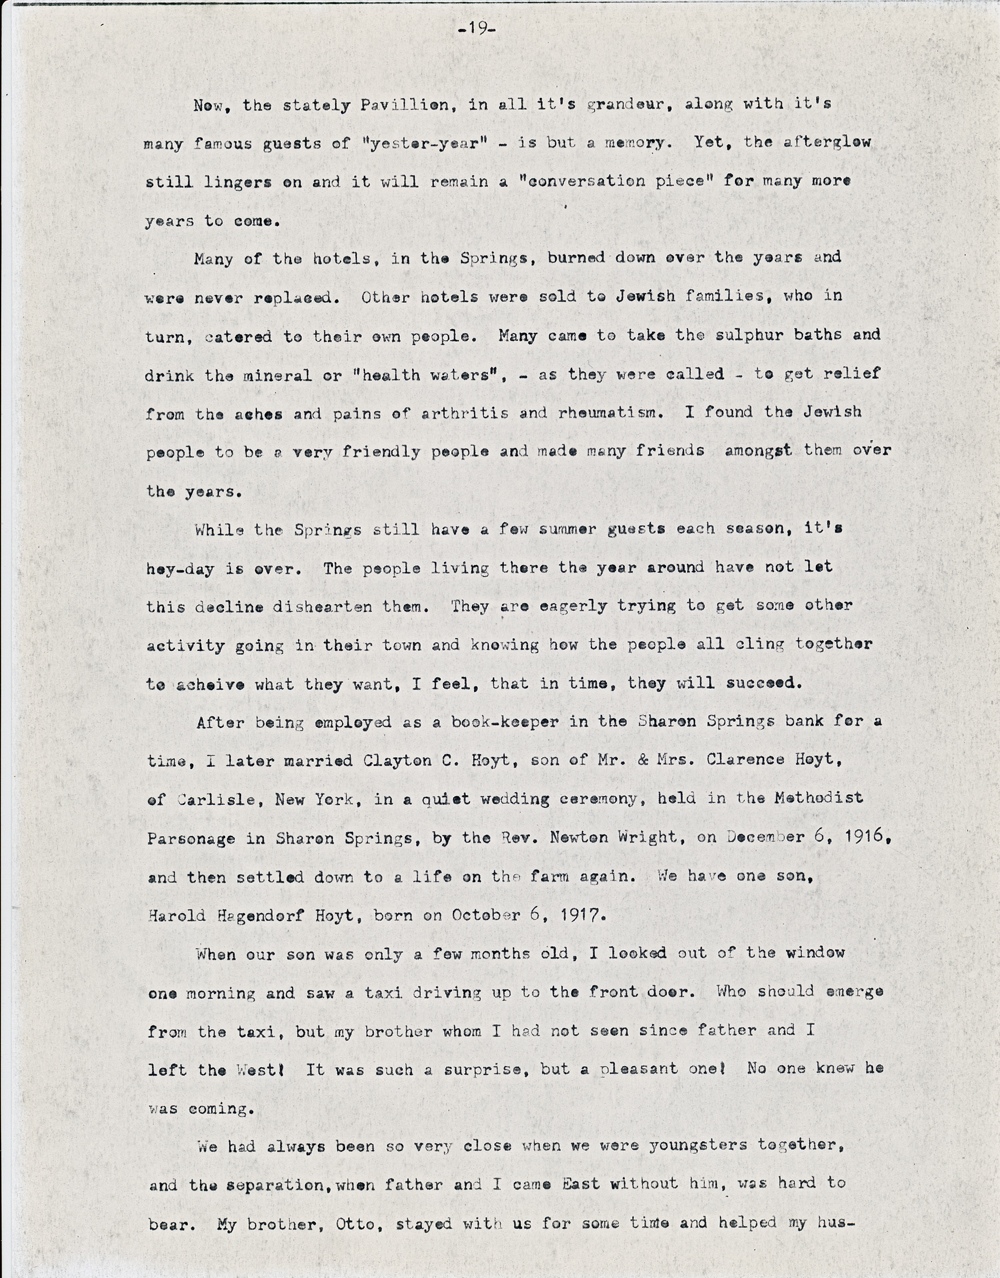 -19-
Now, the stately Pavillion, in all it's grandeur, along with it's
many famous guests of "yester-year" - is but a memory. Yet, the afterglow
still lingers on and it will remain a "conversation piece" for many more
years to come.
Many of the hotels, in the Springs, burned down over the years and
were never replaced. Other hotels were sold to Jewish families, who in
turn, catered to their own people. Many came to take the sulphur baths and
drink the mineral or "health waters", - as they were called - to get relief
from the aches and pains of arthritis and rheumatism. I found the Jewish
people to be a very friendly people and made many friends amongst them over
the years.
While the Springs still have a few summer guests each season, it's
hey-day is over. The people living there the year around have not let
this decline dishearten them. They are eagerly trying to get some other
activity going in their town and knowing how the people all cling together
to acheive what they want, I feel, that in time, they will succeed.
After being employed as a book-keeper in the Sharon Springs bank for a
time, I later married Clayton C. Hoyt, son of Mr. & Mrs. Clarence Hoyt,
of Carlisle, New York, in a quiet wedding ceremony, held in the Methodist
Parsonage in Sharon Springs, by the Rev. Newton Wright, on December 6, 1916,
and then settled down to a life on the farm again. We have one son,
Harold Hagendorf Hoyt, born on October 6, 1917.
When our son was only a few months old, I looked out of the window
one morning and saw a taxi driving up to the front door. Who should emerge
from the taxi, but my brother whom I had not seen since father and I
left the West! It was such a surprise, but a pleasant one! No one knew he
was coming.
We had always been so very close when we were youngsters together,
and the separation,when father and I came East without him, was hard to
bear. My brother, Otto, stayed with us for some time and helped my hus-